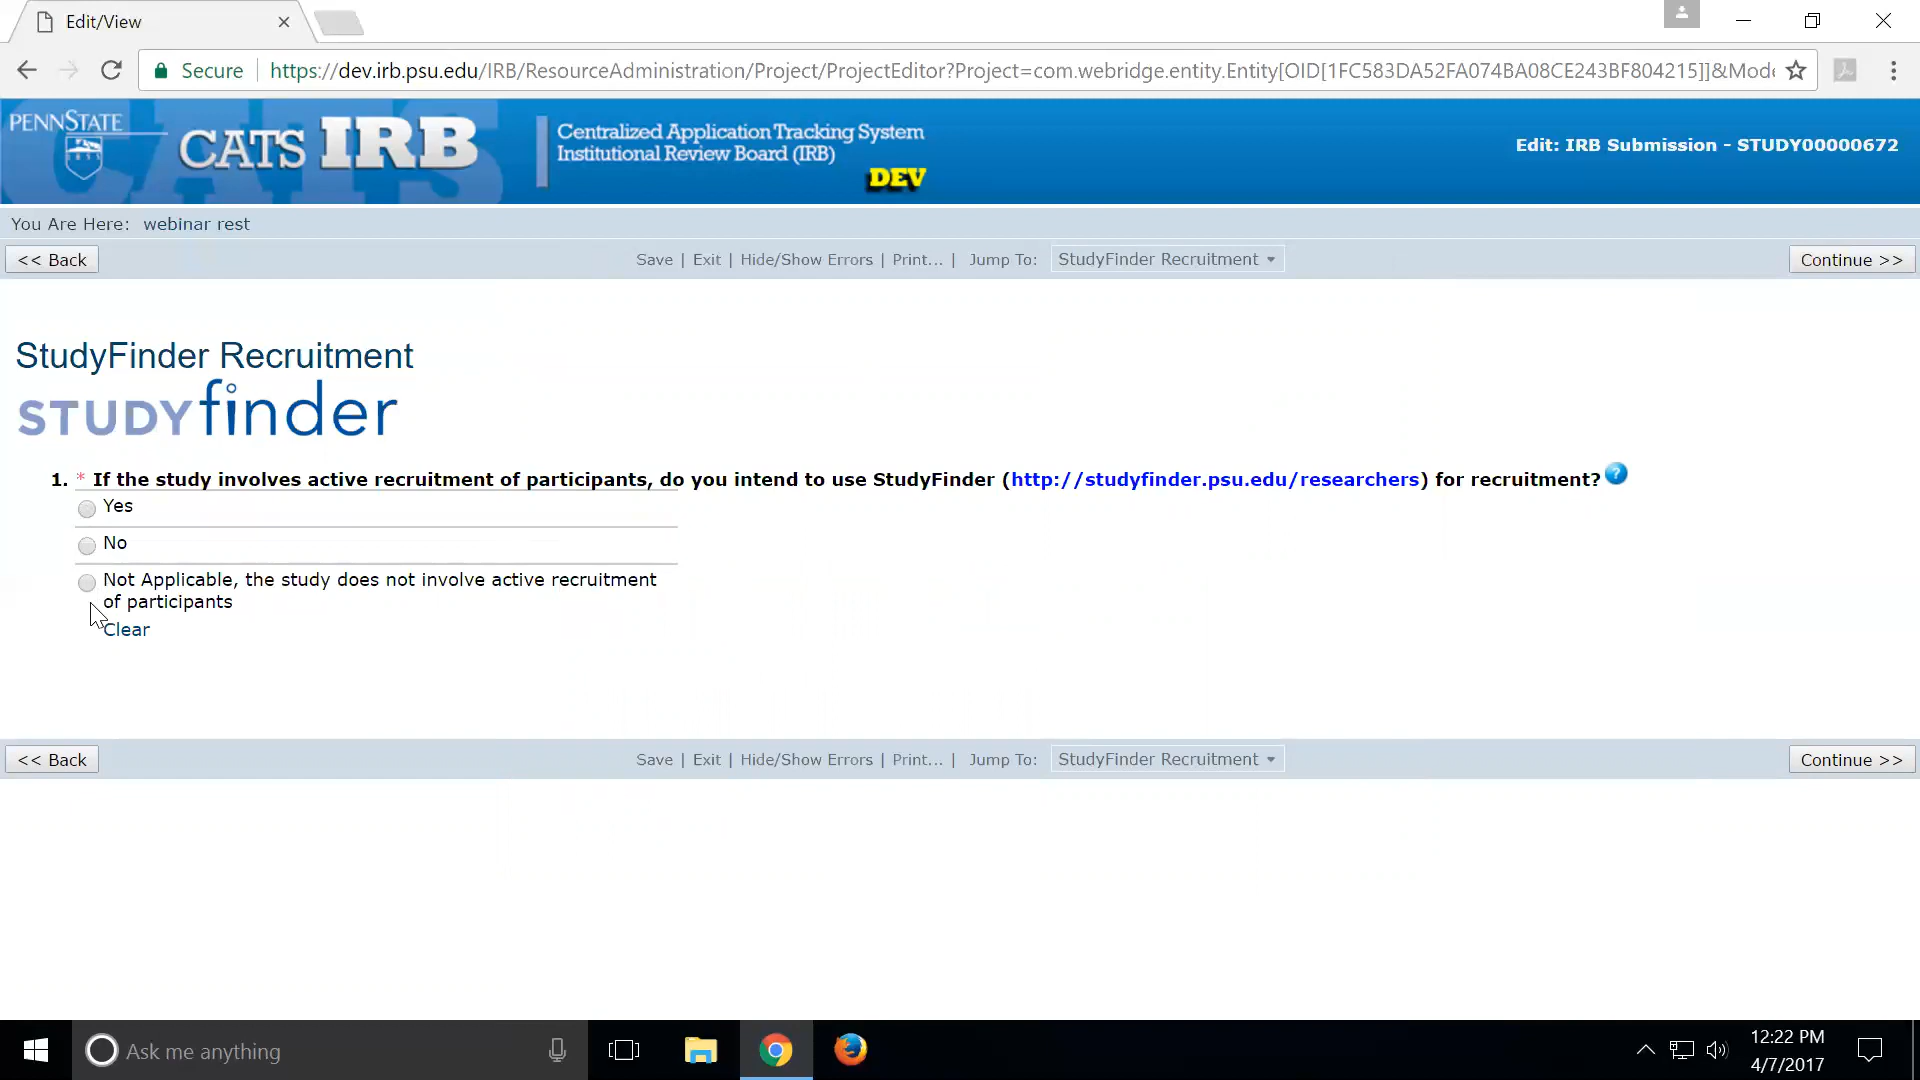 Edit/View
Secure https://dev.irb.psu.edu/IRB/ResourceAdministration/Project/ProjectEditor?Project=com.webridge.entity.Entity[OID[1FC583DA52FA074BA08CE243BF804215]]&Mode
PENNSTATE
CATS IRB
Centralized Application Tracking System
Institutional Review Board (IRB)
DEV
Edit: IRB Submission - STUDY00000672
You Are Here: webinar rest
<< Back Save | Exit | Hide/Show Errors | Print... | Jump To: StudyFinder Recruitment Continue >>
StudyFinder Recruitment
STUDYfinder
1. * If the study involves active recruitment of participants, do you intend to use StudyFinder (http://studyfinder.psu.edu/researchers) for recruitment? ?
Yes
No
Not Applicable, the study does not involve active recruitment
of participants
Clear
<< Back Save | Exit | Hide/Show Errors | Print... | Jump To: StudyFinder Recruitment Continue >>
Ask me anything
12:22 PM
4/7/2017